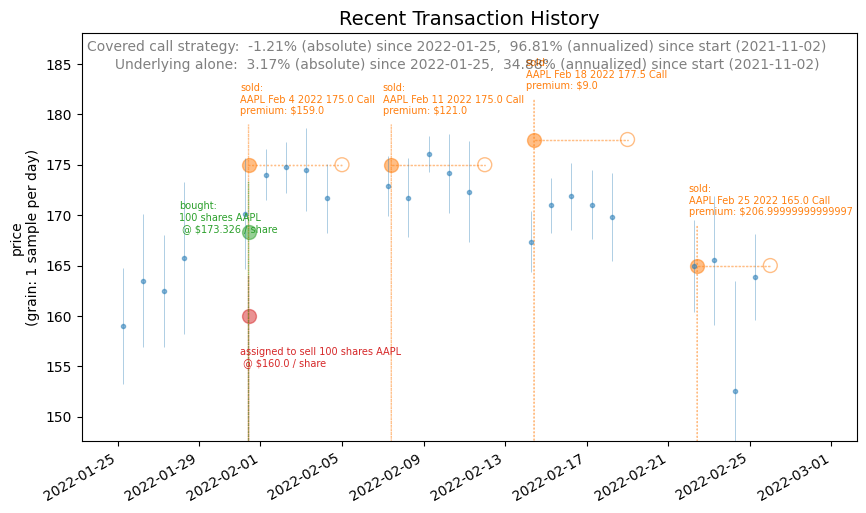 Recent Transaction History
Covered call strategy:  -1.21% (absolute) since 2022-01-25,  96.81% (annualized) since start (2021-11-02)
Underlying alone:  3.17% (absolute) since 2022-01-25,  34.88% (annualized) since start (2021-11-02)
sold:
AAPL Feb 18 2022 177.5 Call
premium: $9.0
sold:
AAPL Feb 4 2022 175.0 Call
premium: $159.0
sold:
AAPL Feb 11 2022 175.0 Call
premium: $121.0
sold:
AAPL Feb 25 2022 165.0 Call
premium: $206.99999999999997
bought:
100 shares AAPL
@ $173.326 / share
assigned to sell 100 shares AAPL
@ $160.0 / share
price
(grain: 1 sample per day)
185
180
175
170
165
160
155
150
2022-01-25
2022-01-29
2022-02-01
2022-02-05
2022-02-09
2022-02-13
2022-02-17
2022-02-21
2022-02-25
2022-03-01